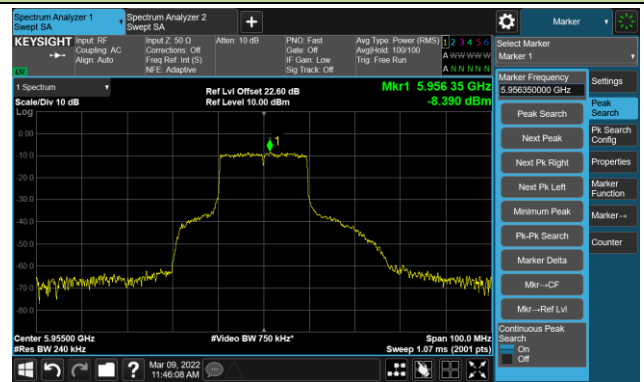 Spectrum Analyzer 1
Swept SA
Spectrum Analyzer 2
Swept SA
+
Marker
KEYSIGHT
Input: RF
Coupling: AC
Align: Auto
Input Z: 50 Ω
Corrections: Off
Freq Ref: Int (S)
NFE: Adaptive
Atten: 10 dB
PNO: Fast
Gate: Off
IF Gain: Low
Sig Track: Off
Avg Type: Power (RMS)
Avg|Hold: 100/100
Trig: Free Run
1 2 3 4 5 6
A W W W W W
A N N N N N
LXI
Select Marker
Marker 1
1 Spectrum
Scale/Div 10 dB
Log
Ref Lvl Offset 22.60 dB
Ref Level 10.00 dBm
Mkr1 5.956 35 GHz
-8.390 dBm
1
0.00
-10.0
-20.0
-30.0
-40.0
-50.0
-60.0
-70.0
-80.0
Center 5.95500 GHz
#Res BW 240 kHz
#Video BW 750 kHz*
Span 100.0 MHz
Sweep 1.07 ms (2001 pts)
Marker Frequency
5.956350000 GHz
Peak Search
Next Peak
Next Pk Right
Next Pk Left
Minimum Peak
Pk-Pk Search
Marker Delta
Mkr→CF
Mkr→Ref Lvl
Continuous Peak
Search
On
Off
Settings
Peak
Search
Pk Search
Config
Properties
Marker
Function
Marker→
Counter
?
Mar 09, 2022
11:46:08 AM